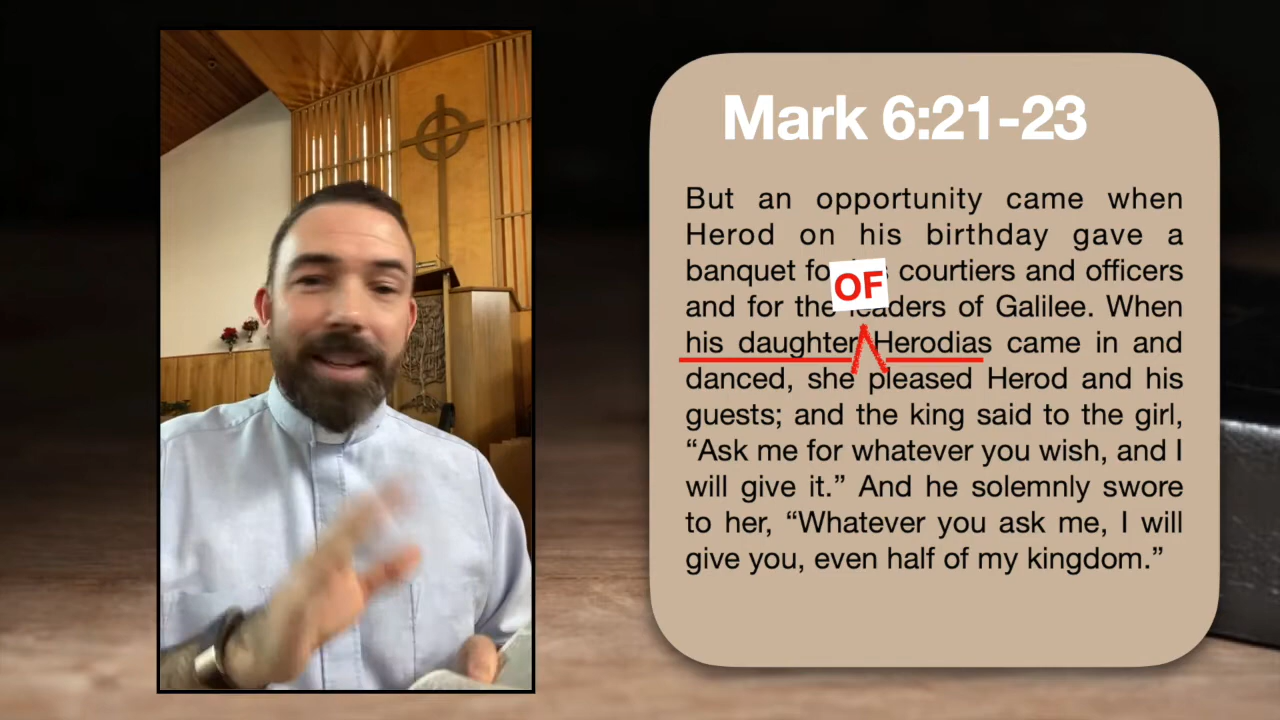 Mark 6:21-23
But an opportunity came when
Herod on his birthday gave a
banquet courtiers and officers
OF
and for the leaders of Galilee. When
his daughter Herodias came in and
danced, she pleased Herod and his
guests; and the king said to the girl,
“Ask me for whatever you wish, and I
will give it.” And he solemnly swore
to her, “Whatever you ask me, I will
give you, even half of my kingdom.”